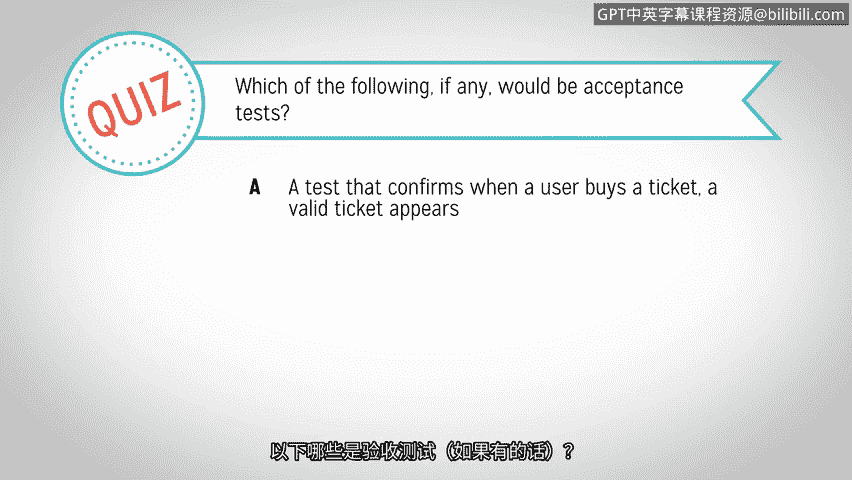 GPT中英字幕课程资源@bilibili.com
QUIZ
Which of the following, if any, would be acceptance
tests?
A A test that confirms when a user buys a ticket, a
valid ticket appears
以下哪些是验收测试（如果有的话）？